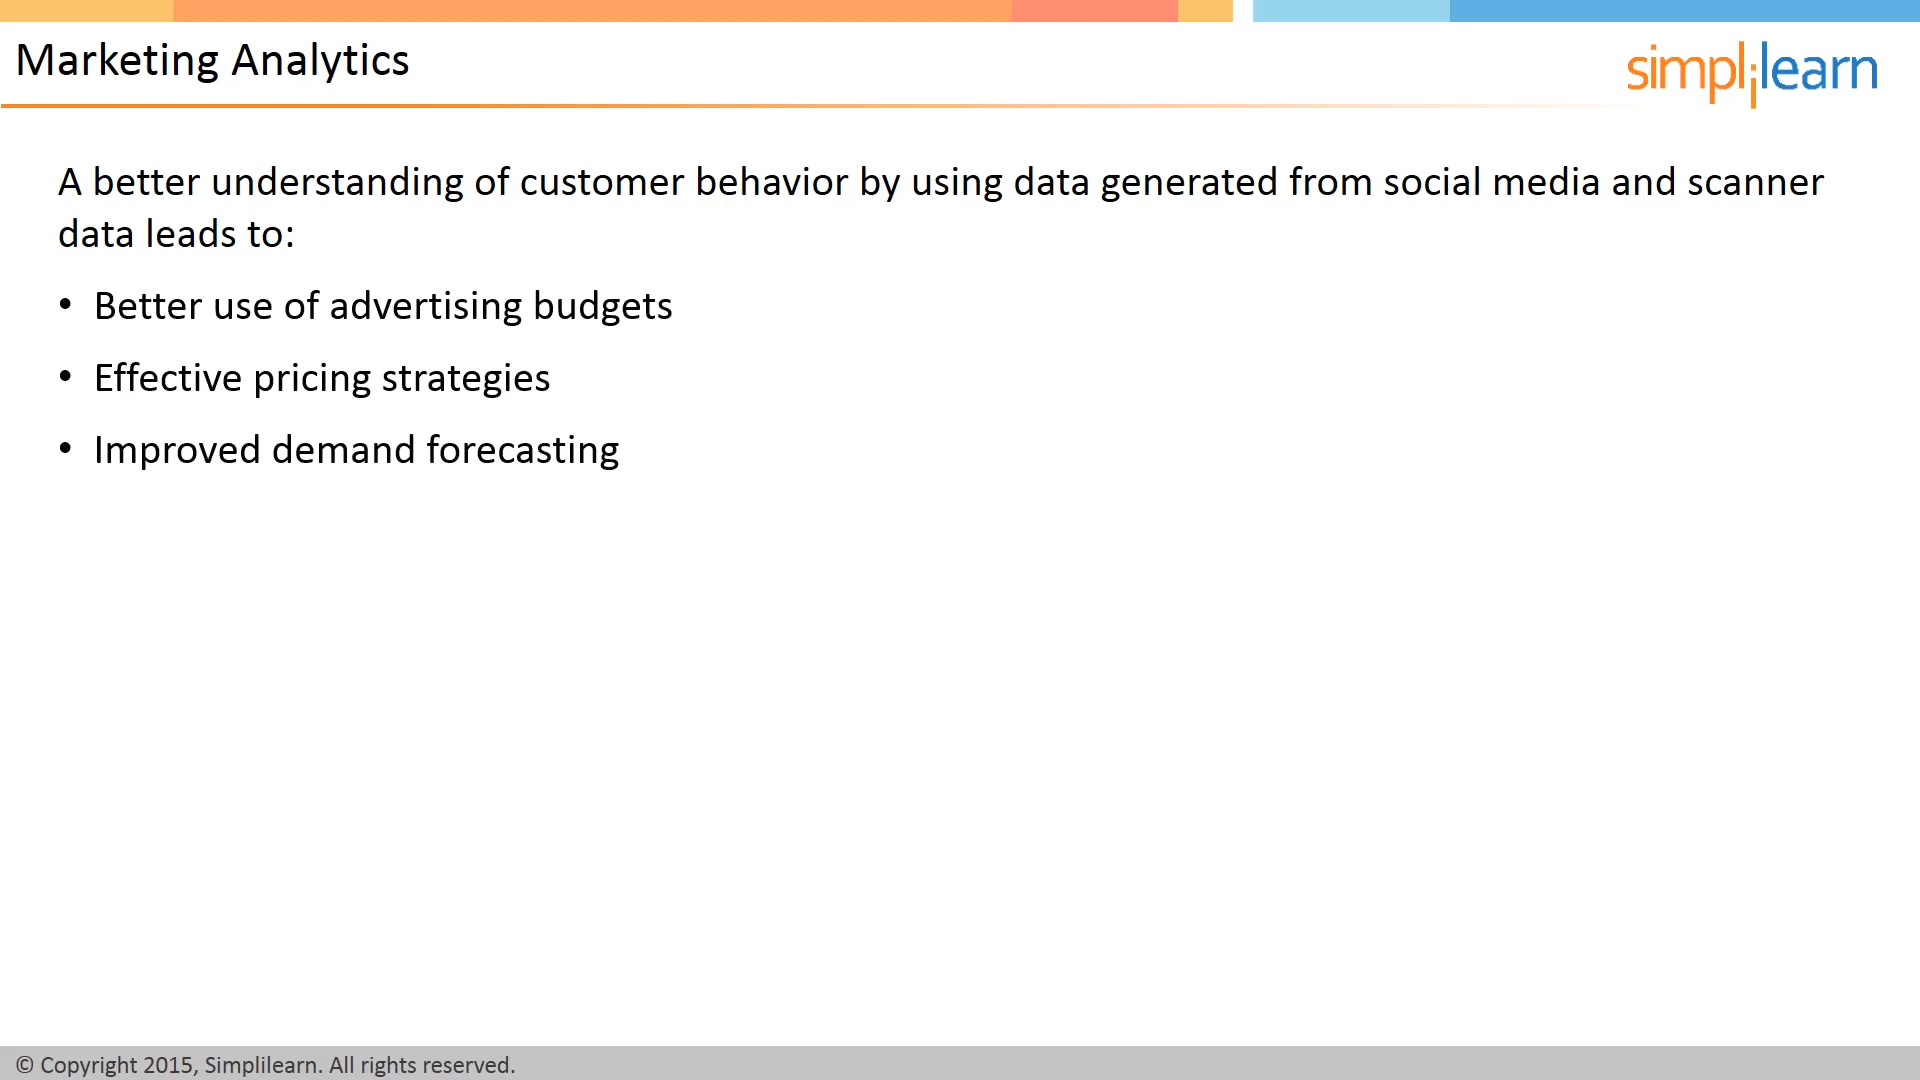 Marketing Analytics
simplilearn
A better understanding of customer behavior by using data generated from social media and scanner
data leads to:
• Better use of advertising budgets
• Effective pricing strategies
• Improved demand forecasting
© Copyright 2015, Simplilearn. All rights reserved.